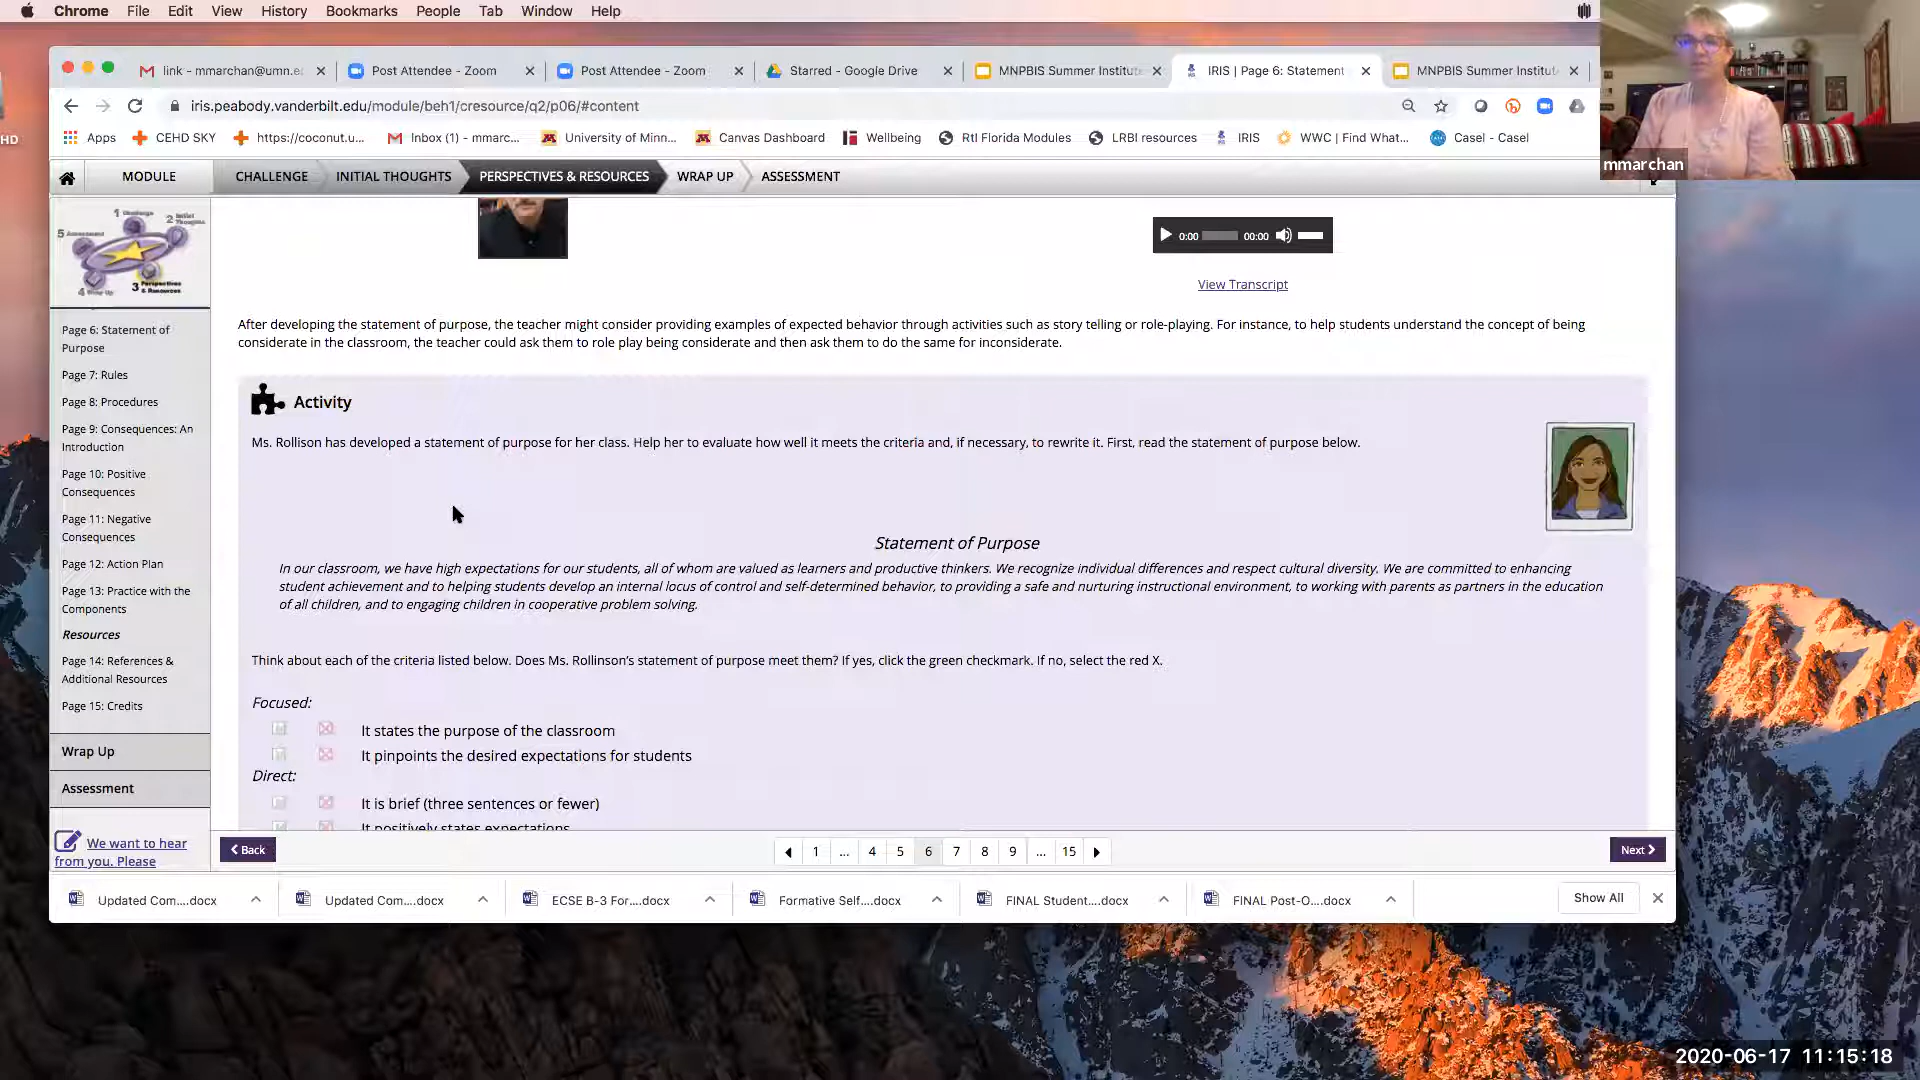 Chrome File Edit View History Bookmarks People Tab Window Help
link - mmarchan@umn.e
Post Attendee - Zoom
Post Attendee - Zoom
Starred - Google Drive
MNPBIS Summer Institute
IRIS | Page 6: Statement
MNPBIS Summer Institut
iris.peabody.vanderbilt.edu/module/beh1/cresource/q2/p06/#content
Apps CEHD SKY https://coconut.u... Inbox (1) - mmarc... University of Minn... Canvas Dashboard Wellbeing RtI Florida Modules LRBI resources IRIS WWC | Find What... Casel - Casel
mmarchan
HD
MODULE CHALLENGE INITIAL THOUGHTS PERSPECTIVES & RESOURCES WRAP UP ASSESSMENT
1 Challenge
2 Initial Thoughts
5 Assessment
4 Wrap Up
3 Perspectives & Resources
0:00 00:00
View Transcript
Page 6: Statement of
Purpose
Page 7: Rules
Page 8: Procedures
Page 9: Consequences: An
Introduction
Page 10: Positive
Consequences
Page 11: Negative
Consequences
Page 12: Action Plan
Page 13: Practice with the
Components
Resources
Page 14: References &
Additional Resources
Page 15: Credits
Wrap Up
Assessment
We want to hear
from you. Please
After developing the statement of purpose, the teacher might consider providing examples of expected behavior through activities such as story telling or role-playing. For instance, to help students understand the concept of being
considerate in the classroom, the teacher could ask them to role play being considerate and then ask them to do the same for inconsiderate.
Activity
Ms. Rollison has developed a statement of purpose for her class. Help her to evaluate how well it meets the criteria and, if necessary, to rewrite it. First, read the statement of purpose below.
Statement of Purpose
In our classroom, we have high expectations for our students, all of whom are valued as learners and productive thinkers. We recognize individual differences and respect cultural diversity. We are committed to enhancing
student achievement and to helping students develop an internal locus of control and self-determined behavior, to providing a safe and nurturing instructional environment, to working with parents as partners in the education
of all children, and to engaging children in cooperative problem solving.
Think about each of the criteria listed below. Does Ms. Rollinson's statement of purpose meet them? If yes, click the green checkmark. If no, select the red X.
Focused:
It states the purpose of the classroom
It pinpoints the desired expectations for students
Direct:
It is brief (three sentences or fewer)
It positively states expectations
Back
1 ... 4 5 6 7 8 9 ... 15
Next
Updated Com....docx
Updated Com....docx
ECSE B-3 For....docx
Formative Self....docx
FINAL Student....docx
FINAL Post-O....docx
Show All
2020-06-17 11:15:18